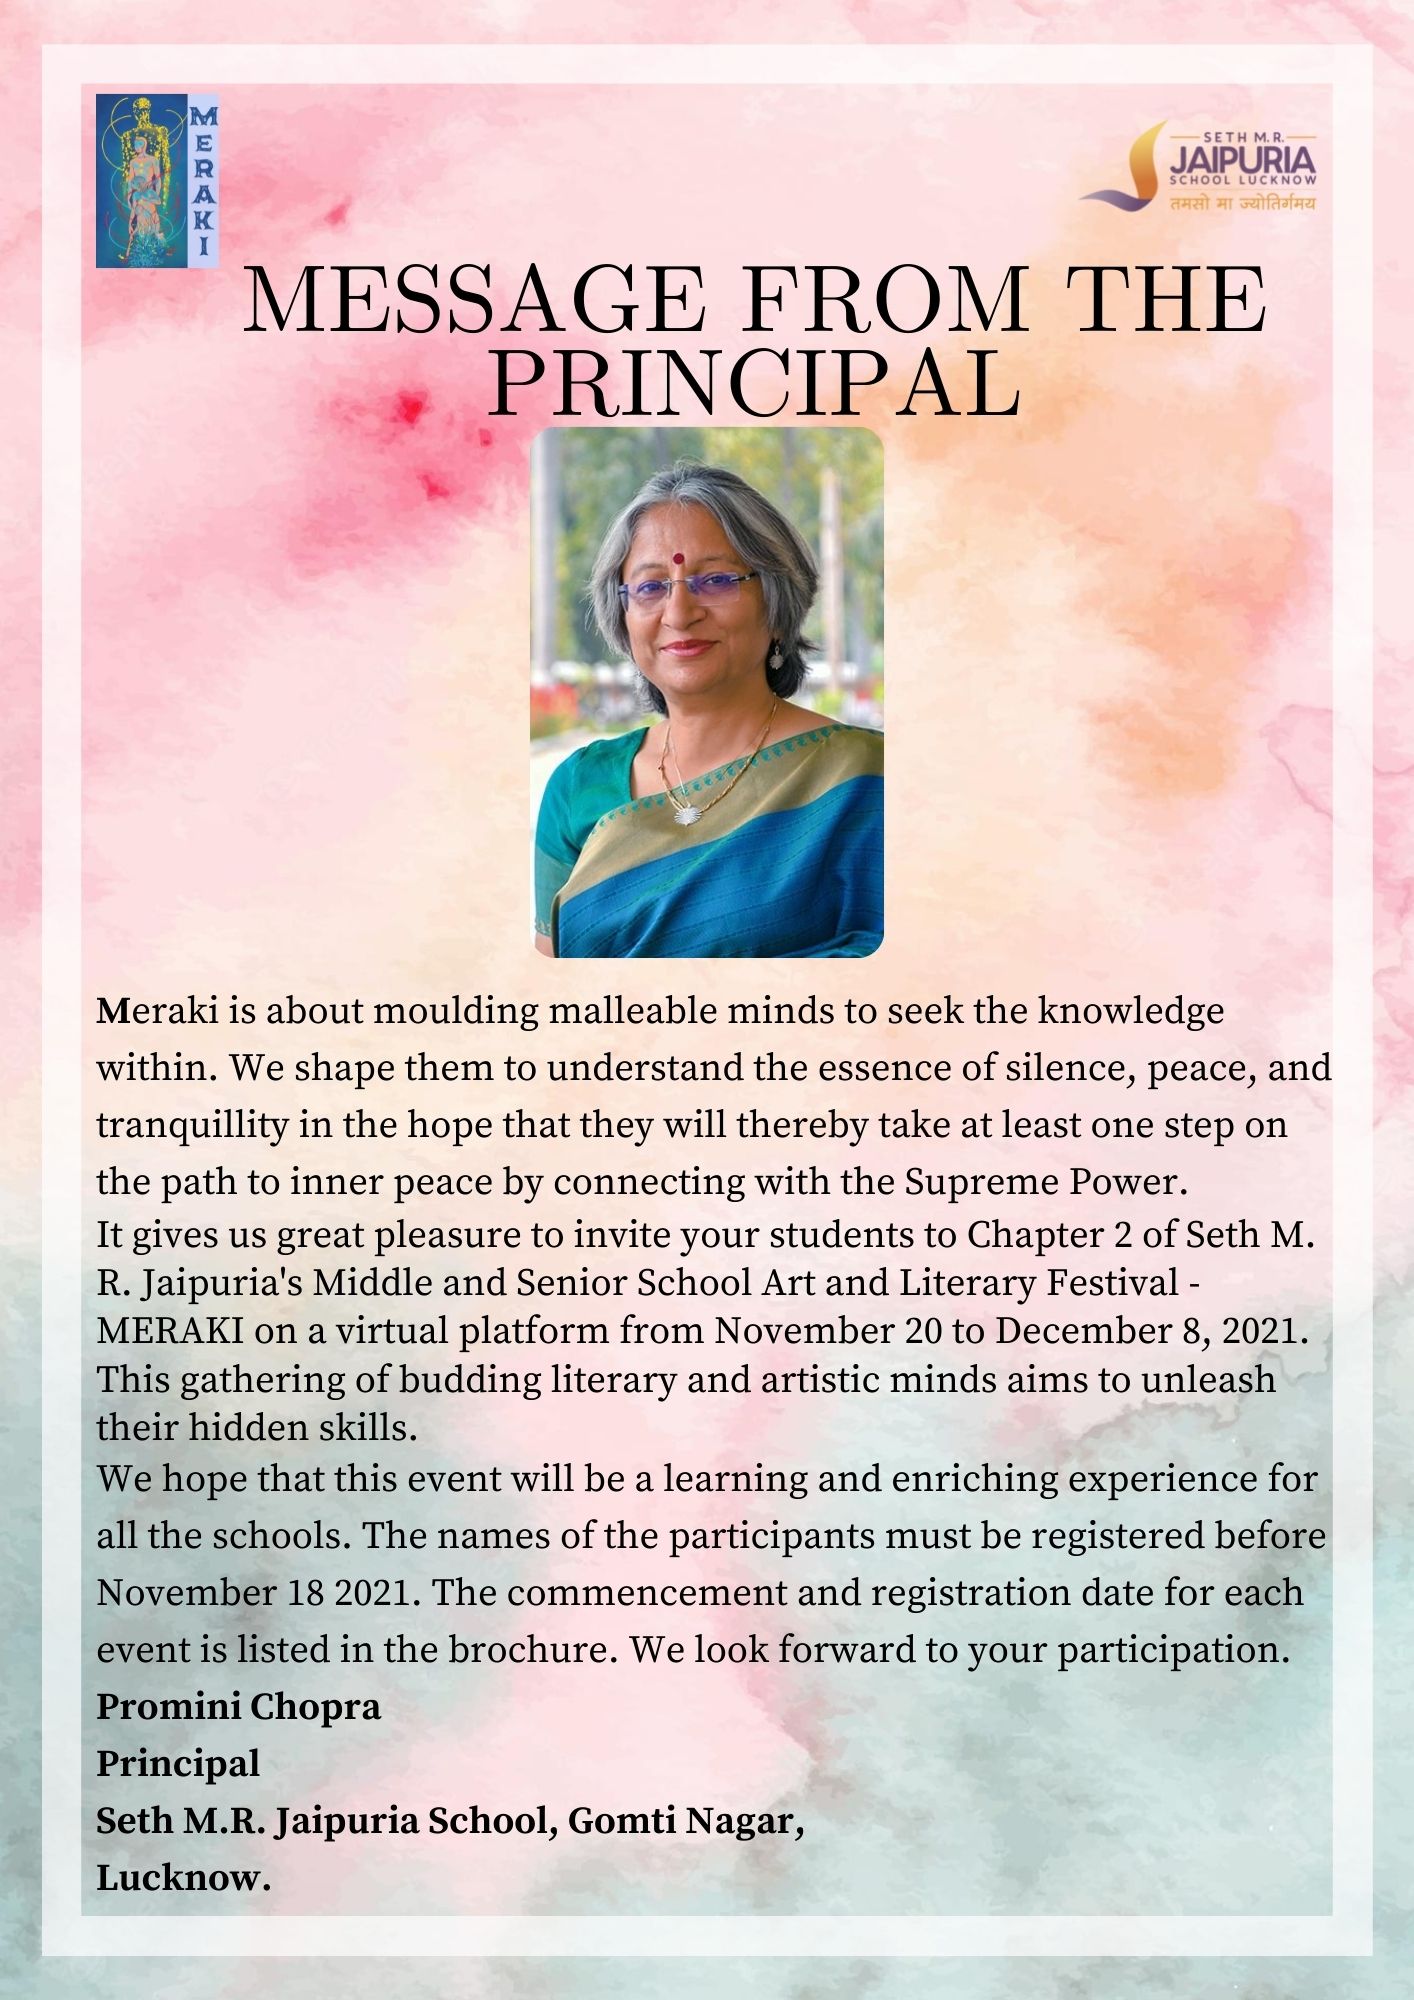 MERAKI
SETH M.R.
JAIPURIA
SCHOOL LUCKNOW
तमसो मा ज्योतिर्गमय
MESSAGE FROM THE
PRINCIPAL
Meraki is about moulding malleable minds to seek the knowledge
within. We shape them to understand the essence of silence, peace, and
tranquillity in the hope that they will thereby take at least one step on
the path to inner peace by connecting with the Supreme Power.
It gives us great pleasure to invite your students to Chapter 2 of Seth M.
R. Jaipuria's Middle and Senior School Art and Literary Festival -
MERAKI on a virtual platform from November 20 to December 8, 2021.
This gathering of budding literary and artistic minds aims to unleash
their hidden skills.
We hope that this event will be a learning and enriching experience for
all the schools. The names of the participants must be registered before
November 18 2021. The commencement and registration date for each
event is listed in the brochure. We look forward to your participation.
Promini Chopra
Principal
Seth M.R. Jaipuria School, Gomti Nagar,
Lucknow.